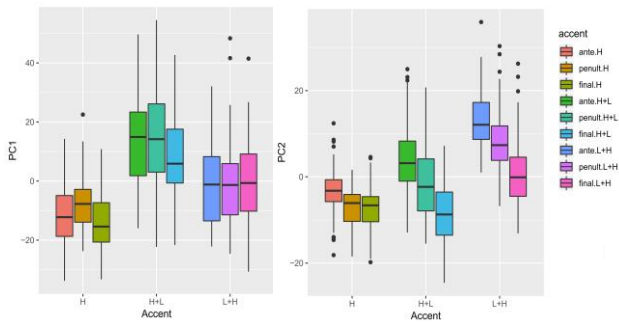 PC1
40
20
0
−20
H
H+L
L+H
Accent
PC2
20
0
−20
H
H+L
L+H
Accent
accent
ante.H
penult.H
final.H
ante.H+L
penult.H+L
final.H+L
ante.L+H
penult.L+H
final.L+H